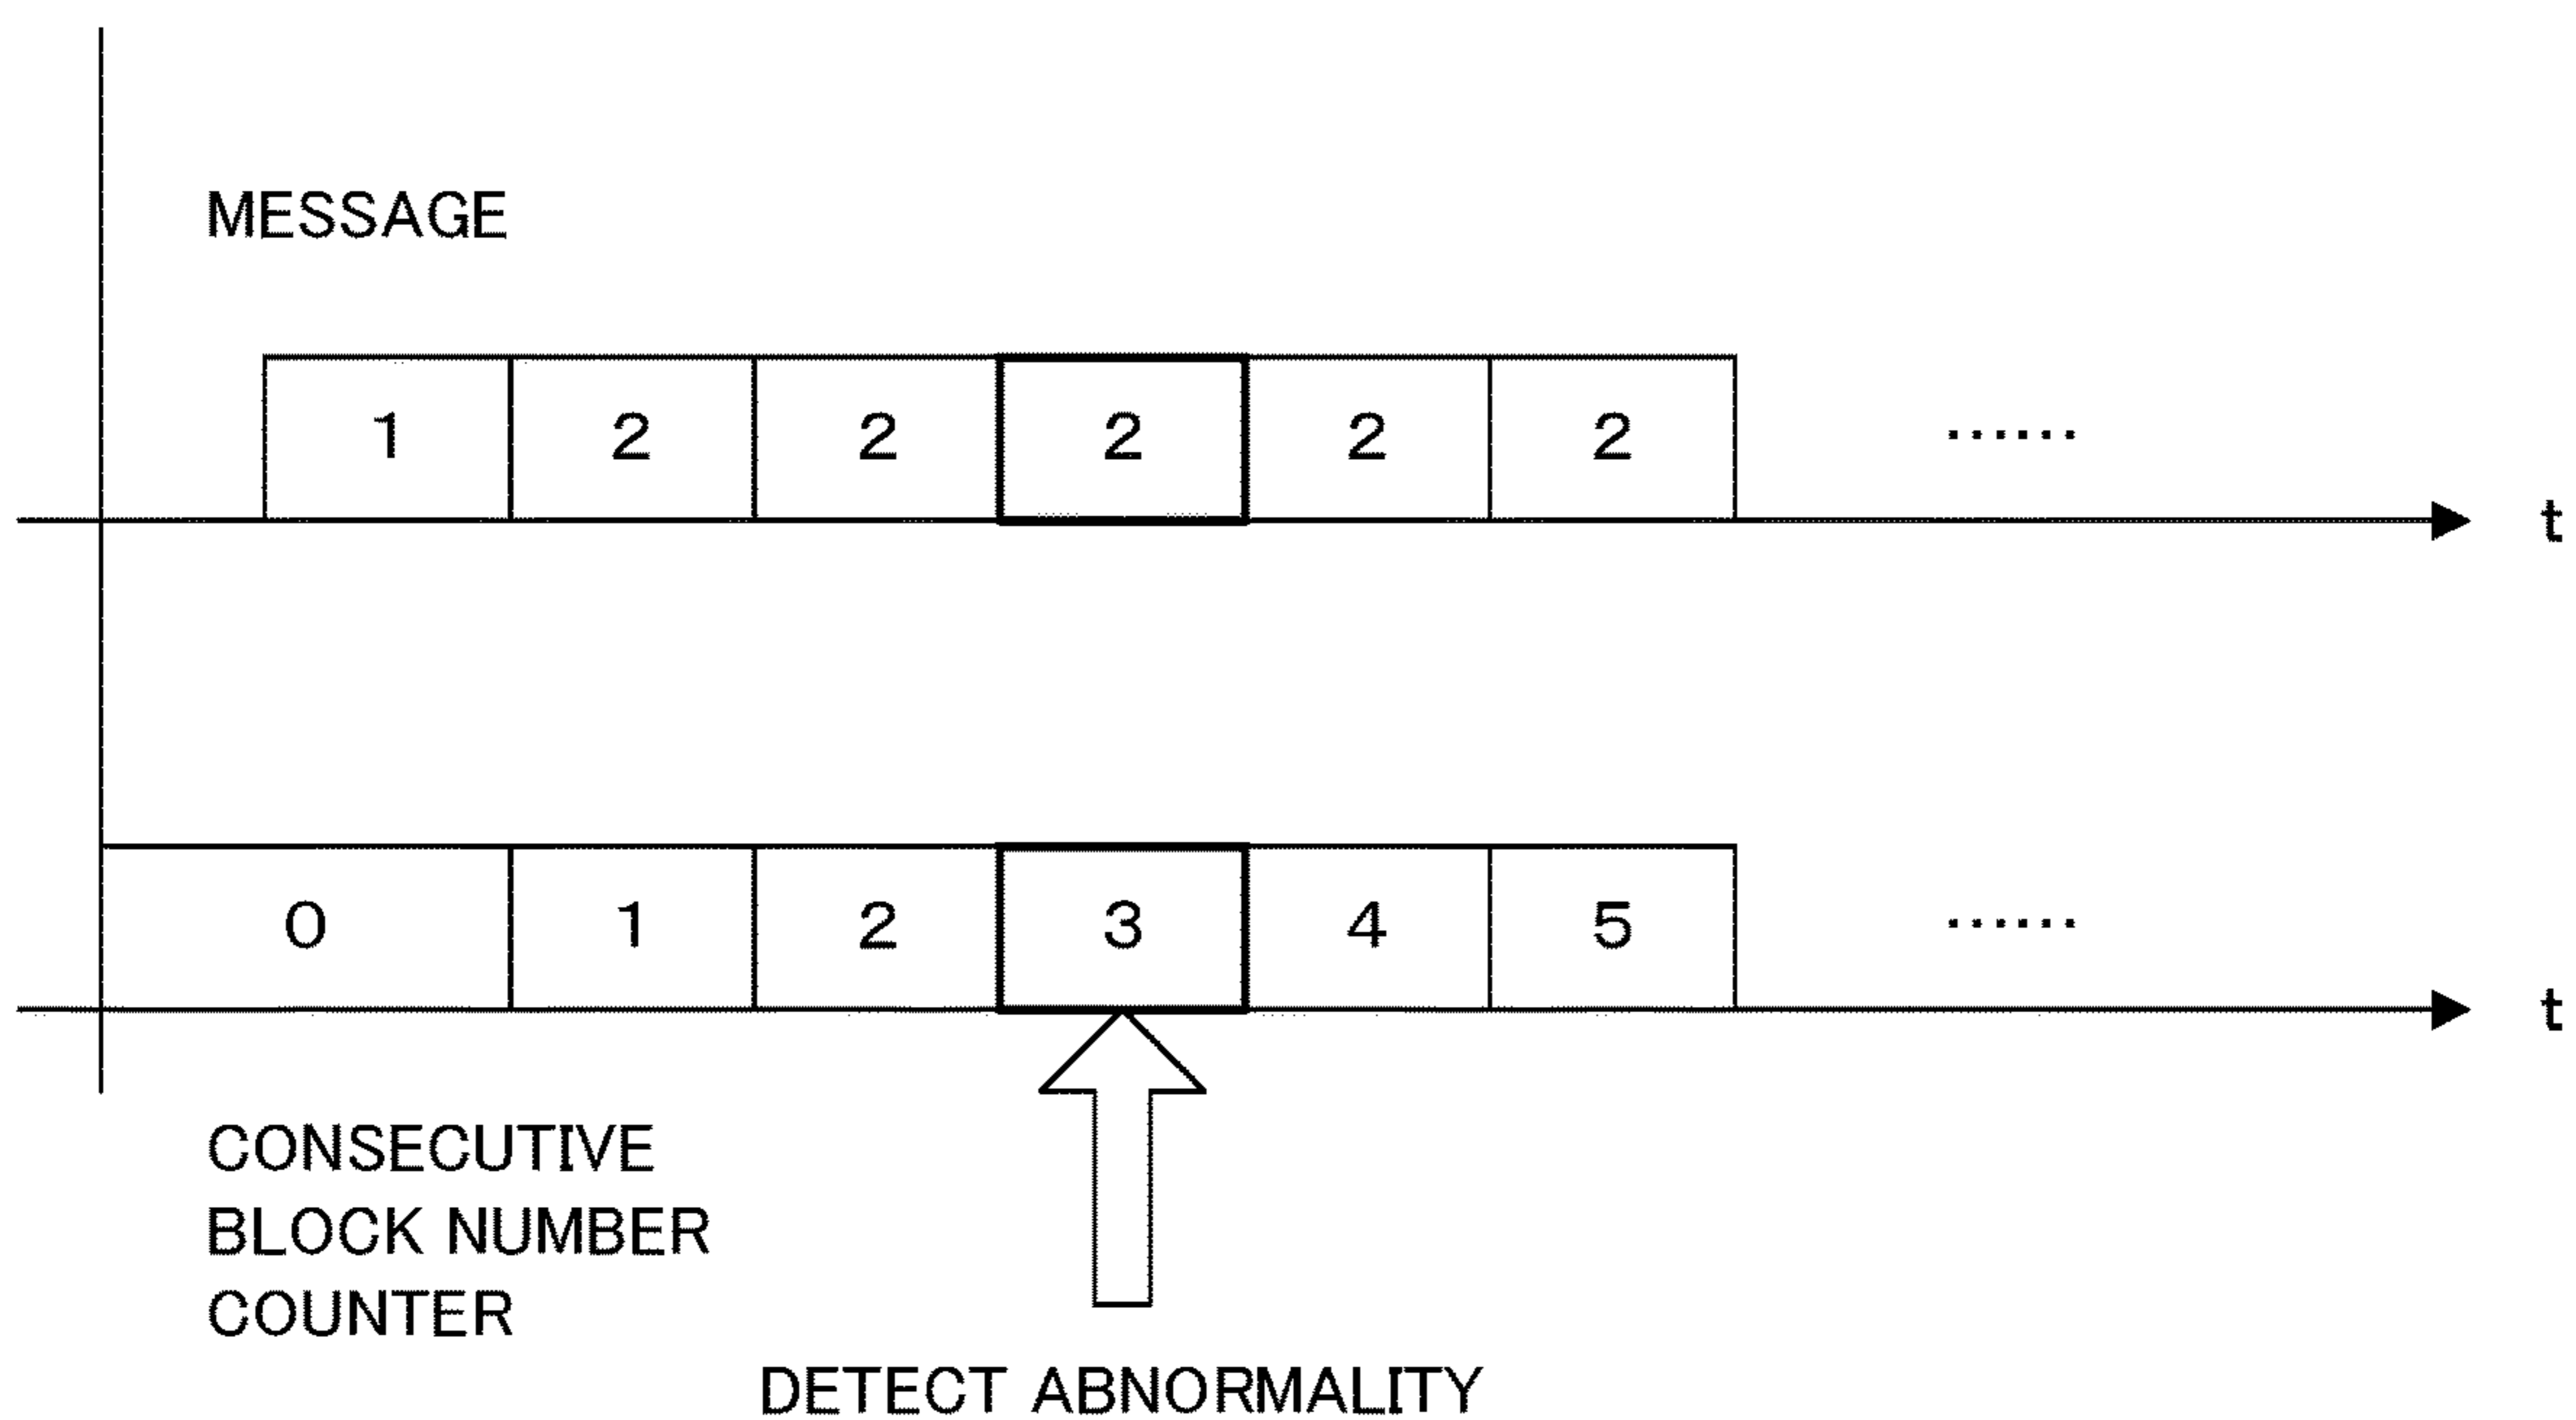 MESSAGE
1 2 2 2 2 2 ······
t
0 1 2 3 4 5 ······
t
CONSECUTIVE
BLOCK NUMBER
COUNTER
DETECT ABNORMALITY